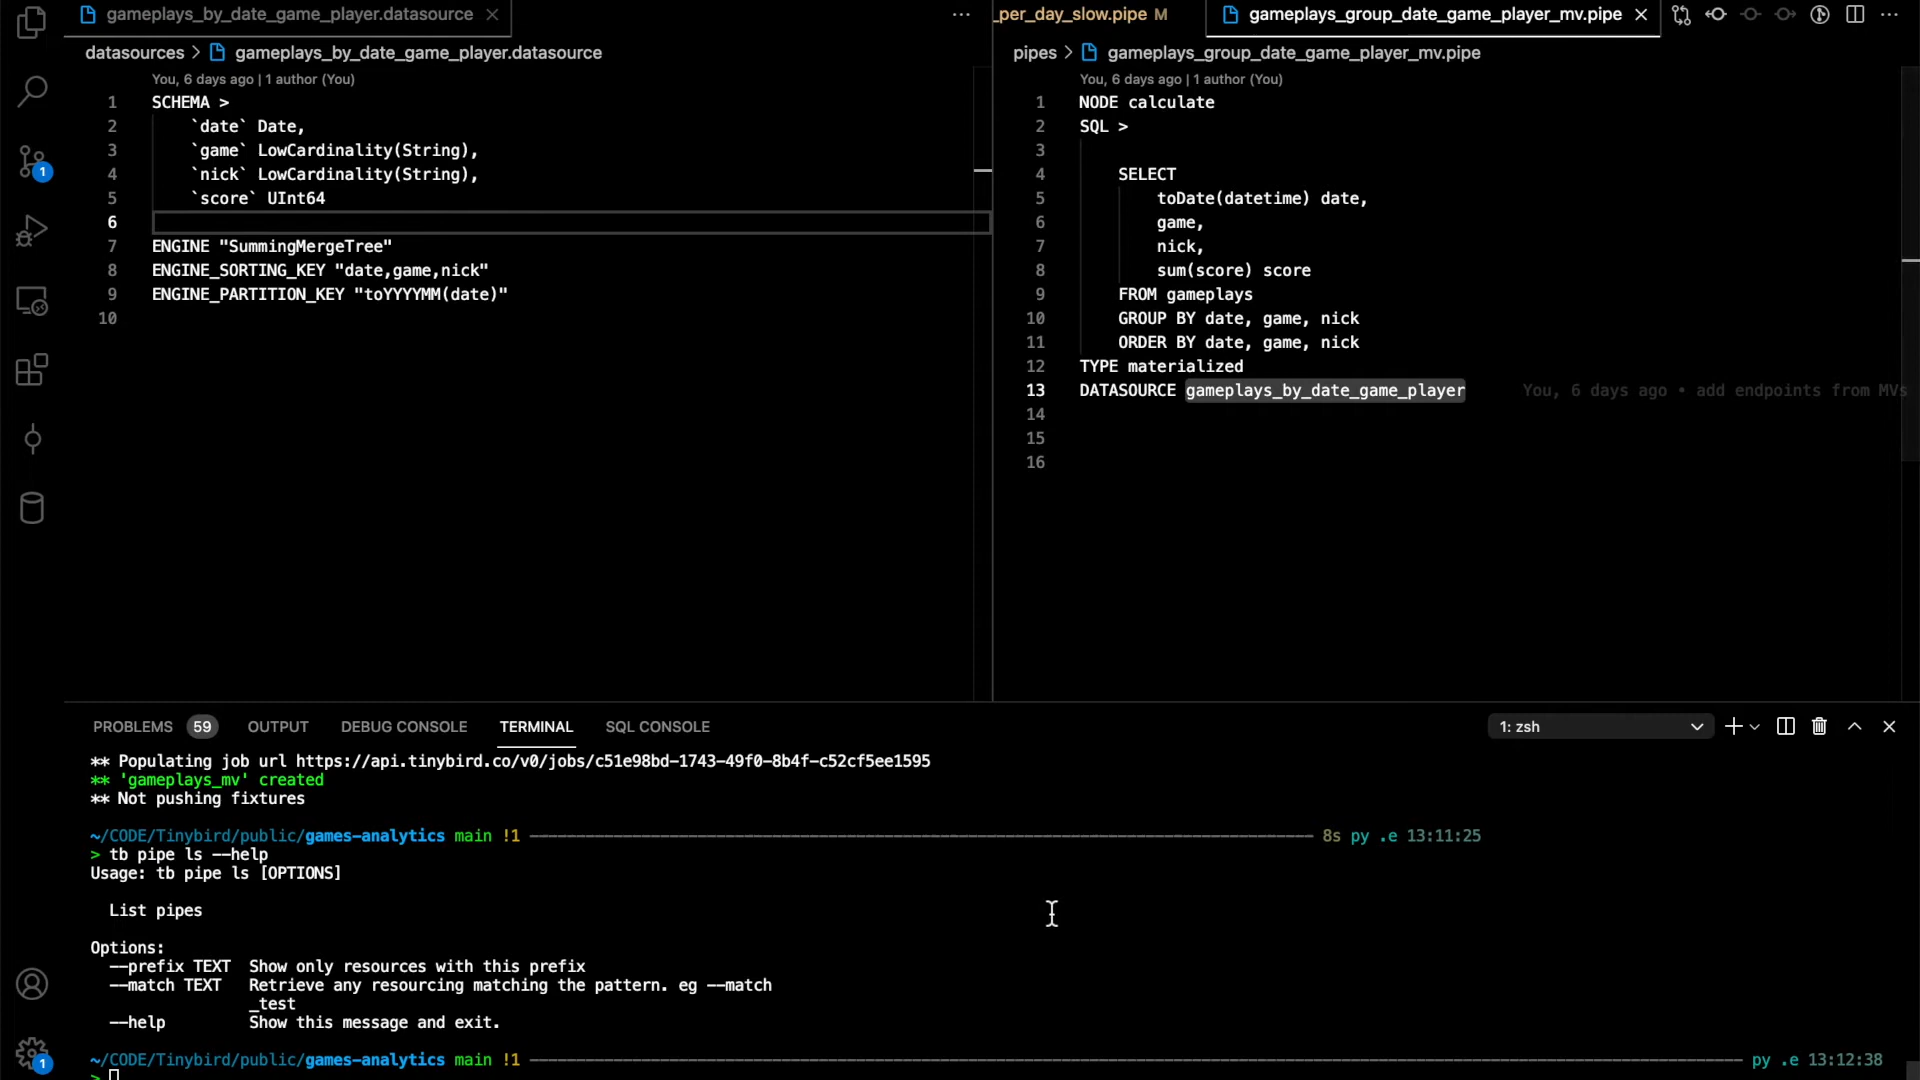 gameplays_by_date_game_player.datasource
datasources > gameplays_by_date_game_player.datasource
You, 6 days ago | 1 author (You)
1 SCHEMA >
2 `date` Date,
3 `game` LowCardinality(String),
4 `nick` LowCardinality(String),
5 `score` UInt64
6
7 ENGINE "SummingMergeTree"
8 ENGINE_SORTING_KEY "date,game,nick"
9 ENGINE_PARTITION_KEY "toYYYYMM(date)"
10
_per_day_slow.pipe M
gameplays_group_date_game_player_mv.pipe
pipes > gameplays_group_date_game_player_mv.pipe
You, 6 days ago | 1 author (You)
1 NODE calculate
2 SQL >
3
4 SELECT
5 toDate(datetime) date,
6 game,
7 nick,
8 sum(score) score
9 FROM gameplays
10 GROUP BY date, game, nick
11 ORDER BY date, game, nick
12 TYPE materialized
13 DATASOURCE gameplays_by_date_game_player You, 6 days ago • add endpoints from MVs
14
15
16
1
1
PROBLEMS 59 OUTPUT DEBUG CONSOLE TERMINAL SQL CONSOLE 1: zsh
** Populating job url https://api.tinybird.co/v0/jobs/c51e98bd-1743-49f0-8b4f-c52cf5ee1595
** 'gameplays_mv' created
** Not pushing fixtures
~/CODE/Tinybird/public/games-analytics main !1 8s py .e 13:11:25
> tb pipe ls --help
Usage: tb pipe ls [OPTIONS]
List pipes
Options:
--prefix TEXT Show only resources with this prefix
--match TEXT Retrieve any resourcing matching the pattern. eg --match
_test
--help Show this message and exit.
~/CODE/Tinybird/public/games-analytics main !1 py .e 13:12:38
>